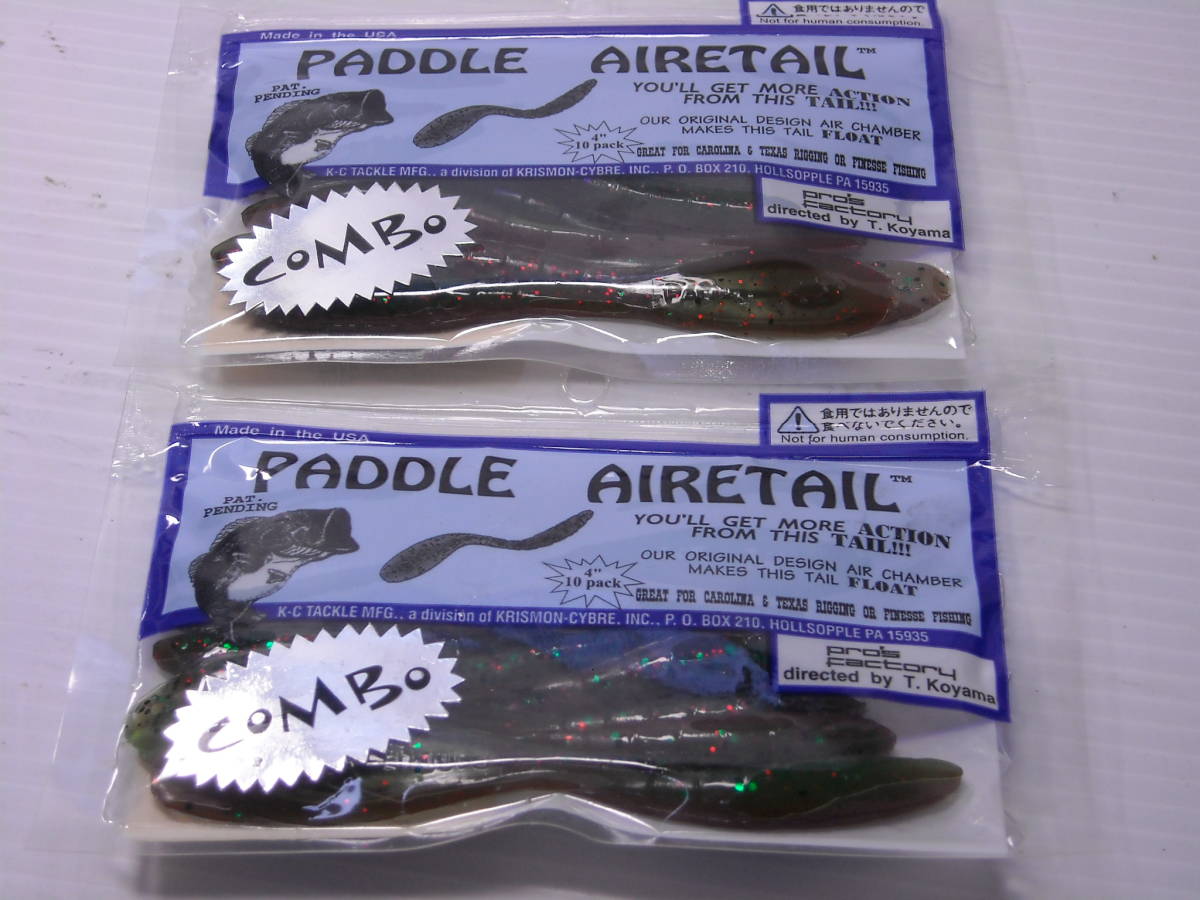 食用ではありませんので
Not for human consumption.
Made in the USA
PADDLE AIRETAIL™
PAT.
PENDING
YOU'LL GET MORE ACTION
FROM THIS TAIL!!!
OUR ORIGINAL DESIGN AIR CHAMBER
MAKES THIS TAIL FLOAT
4"
10 pack
GREAT FOR CAROLINA & TEXAS RIGGING OR FINESSE FISHING
K-C TACKLE MFG., a division of KRISMON-CYBRE, INC., P. O. BOX 210, HOLLSOPPLE PA 15935
pro's
factory
directed by T. Koyama
COMBO
食用ではありませんので
食べないでください。
Not for human consumption.
Made in the USA
PADDLE AIRETAIL™
PAT.
PENDING
YOU'LL GET MORE ACTION
FROM THIS TAIL!!!
OUR ORIGINAL DESIGN AIR CHAMBER
MAKES THIS TAIL FLOAT
4"
10 pack
GREAT FOR CAROLINA & TEXAS RIGGING OR FINESSE FISHING
K-C TACKLE MFG., a division of KRISMON-CYBRE, INC., P. O. BOX 210, HOLLSOPPLE PA 15935
pro's
factory
directed by T. Koyama
COMBO